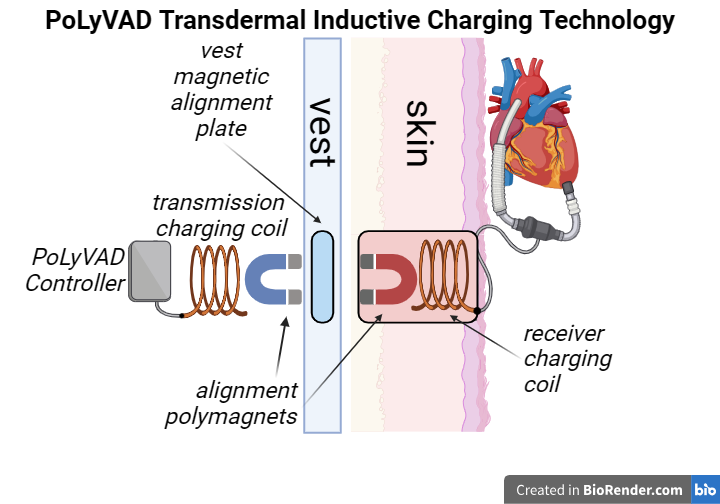 PoLyVAD Transdermal Inductive Charging Technology
vest
magnetic
alignment
plate
vest
skin
transmission
charging coil
PoLyVAD
Controller
receiver
charging
coil
alignment
polymagnets
Created in BioRender.com bio